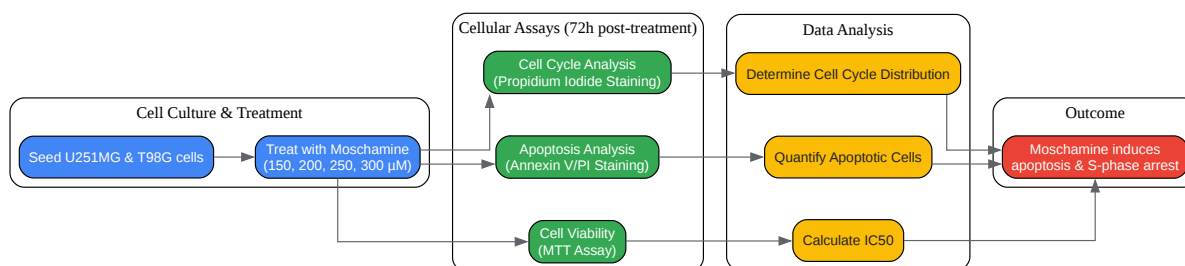 Cell Culture & Treatment
Seed U251MG & T98G cells
Treat with Moschamine
(150, 200, 250, 300 µM)
Cellular Assays (72h post-treatment)
Cell Cycle Analysis
(Propidium Iodide Staining)
Apoptosis Analysis
(Annexin V/PI Staining)
Cell Viability
(MTT Assay)
Data Analysis
Determine Cell Cycle Distribution
Quantify Apoptotic Cells
Calculate IC50
Outcome
Moschamine induces
apoptosis & S-phase arrest